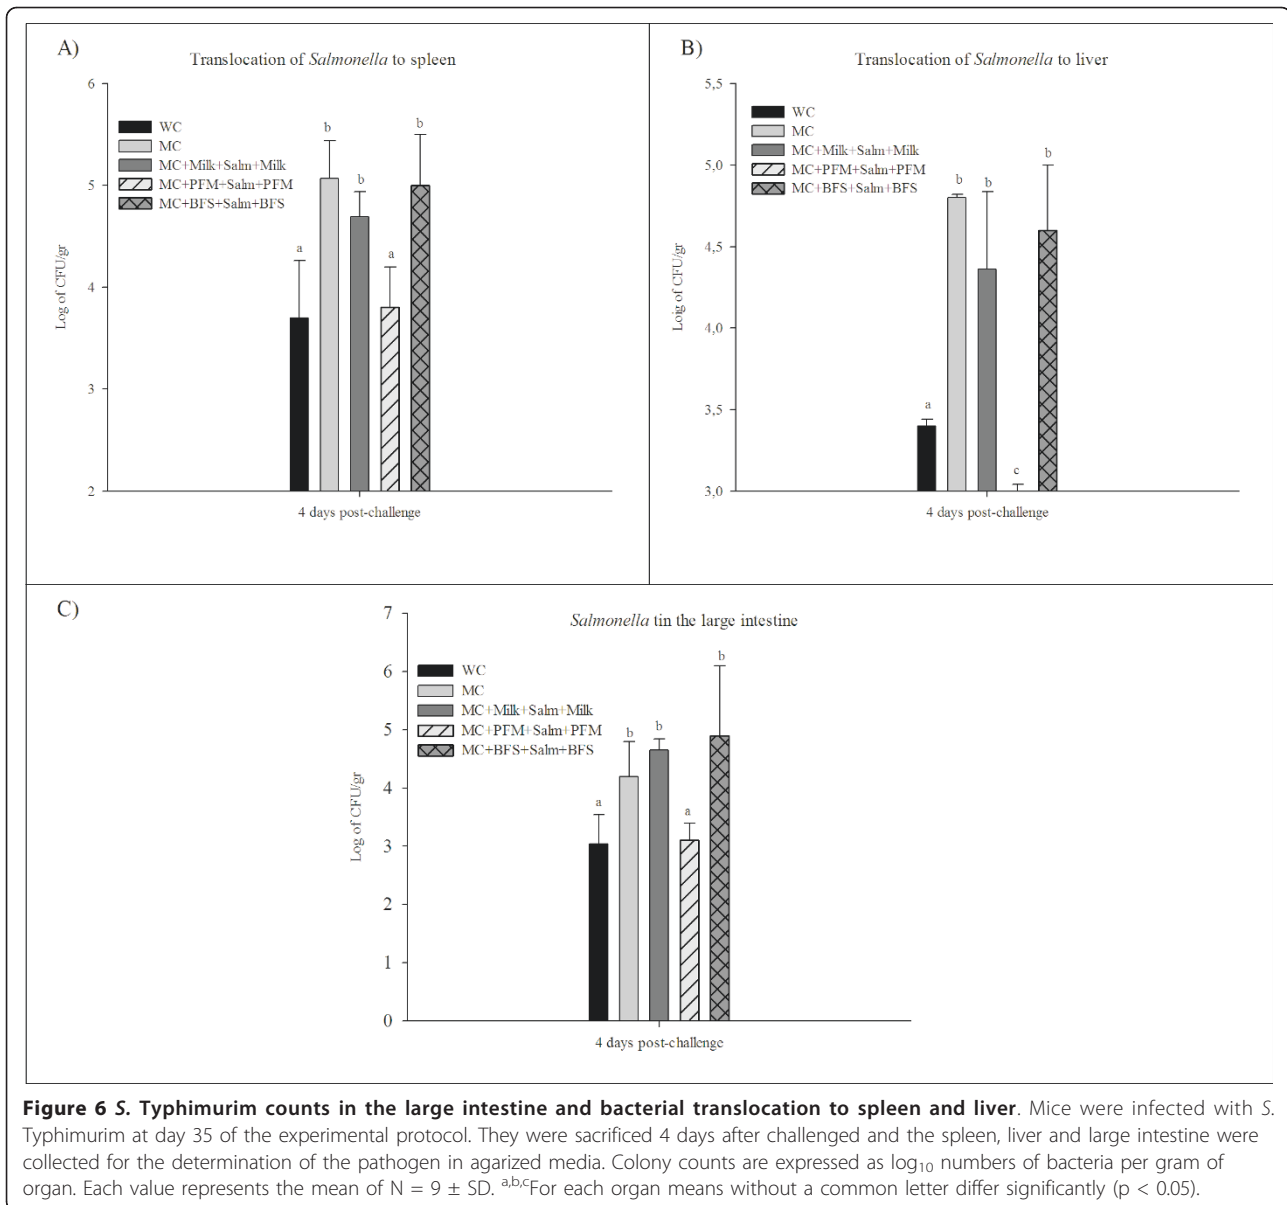 A)
Translocation of Salmonella to spleen
6
5
4
3
2
Log of CFU/gr
WC
MC
MC+Milk+Salm+Milk
MC+PFM+Salm+PFM
MC+BFS+Salm+BFS
a
b
b
a
b
4 days post-challenge
B)
Translocation of Salmonella to liver
5,5
5,0
4,5
4,0
3,5
3,0
Loig of CFU/gr
WC
MC
MC+Milk+Salm+Milk
MC+PFM+Salm+PFM
MC+BFS+Salm+BFS
a
b
b
c
b
4 days post-challenge
C)
Salmonella tin the large intestine
7
6
5
4
3
2
1
0
Log of CFU/gr
WC
MC
MC+Milk+Salm+Milk
MC+PFM+Salm+PFM
MC+BFS+Salm+BFS
a
b
b
a
b
4 days post-challenge
Figure 6 S. Typhimurim counts in the large intestine and bacterial translocation to spleen and liver. Mice were infected with S.
Typhimurim at day 35 of the experimental protocol. They were sacrificed 4 days after challenged and the spleen, liver and large intestine were
collected for the determination of the pathogen in agarized media. Colony counts are expressed as log₁₀ numbers of bacteria per gram of
organ. Each value represents the mean of N = 9 ± SD. a,b,cFor each organ means without a common letter differ significantly (p < 0.05).